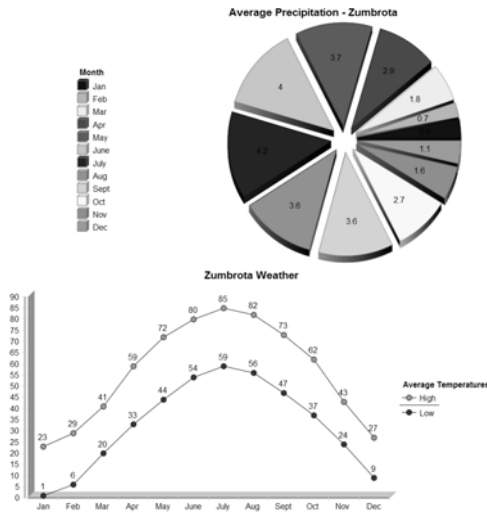 Average Precipitation - Zumbrota
Month
Jan
Feb
Mar
Apr
May
June
July
Aug
Sept
Oct
Nov
Dec
3.7
2.9
1.8
0.7
1.1
1.6
2.7
3.6
3.6
4.2
4
Zumbrota Weather
Average Temperatures
High
Low
90
85
80
75
70
65
60
55
50
45
40
35
30
25
20
15
10
5
0
23 29 41 59 72 80 85 82 73 62 43 27
1 6 20 33 44 54 59 56 47 37 24 9
Jan Feb Mar Apr May Jun July Aug Sept Oct Nov Dec